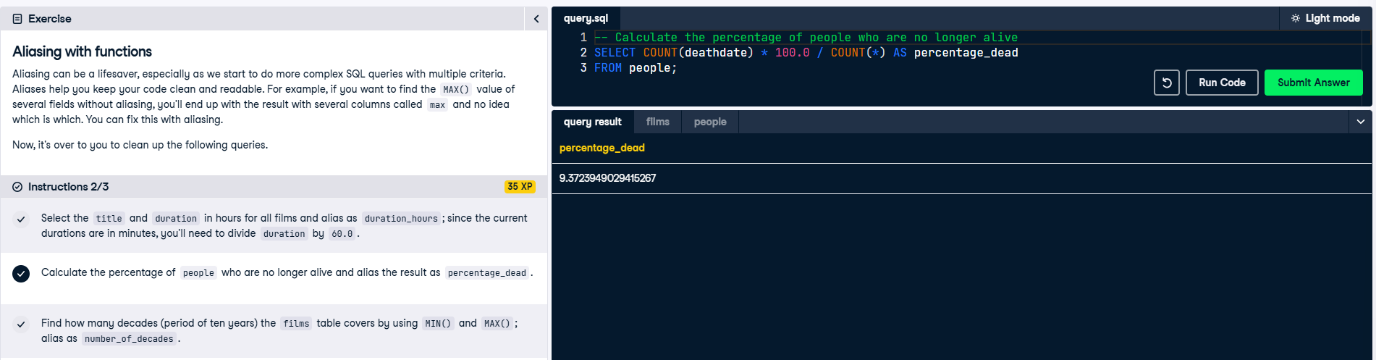 Exercise
Aliasing with functions
Aliasing can be a lifesaver, especially as we start to do more complex SQL queries with multiple criteria.
Aliases help you keep your code clean and readable. For example, if you want to find the MAX() value of
several fields without aliasing, you'll end up with the result with several columns called max and no idea
which is which. You can fix this with aliasing.
Now, it's over to you to clean up the following queries.
Instructions 2/3
35 XP
Select the title and duration in hours for all films and alias as duration_hours; since the current
durations are in minutes, you'll need to divide duration by 60.0.
Calculate the percentage of people who are no longer alive and alias the result as percentage_dead.
Find how many decades (period of ten years) the films table covers by using MIN() and MAX();
alias as number_of_decades.
query.sql
Light mode
1 -- Calculate the percentage of people who are no longer alive
2 SELECT COUNT(deathdate) * 100.0 / COUNT(*) AS percentage_dead
3 FROM people;
Run Code
Submit Answer
query result films people
percentage_dead
9.3723949029415267